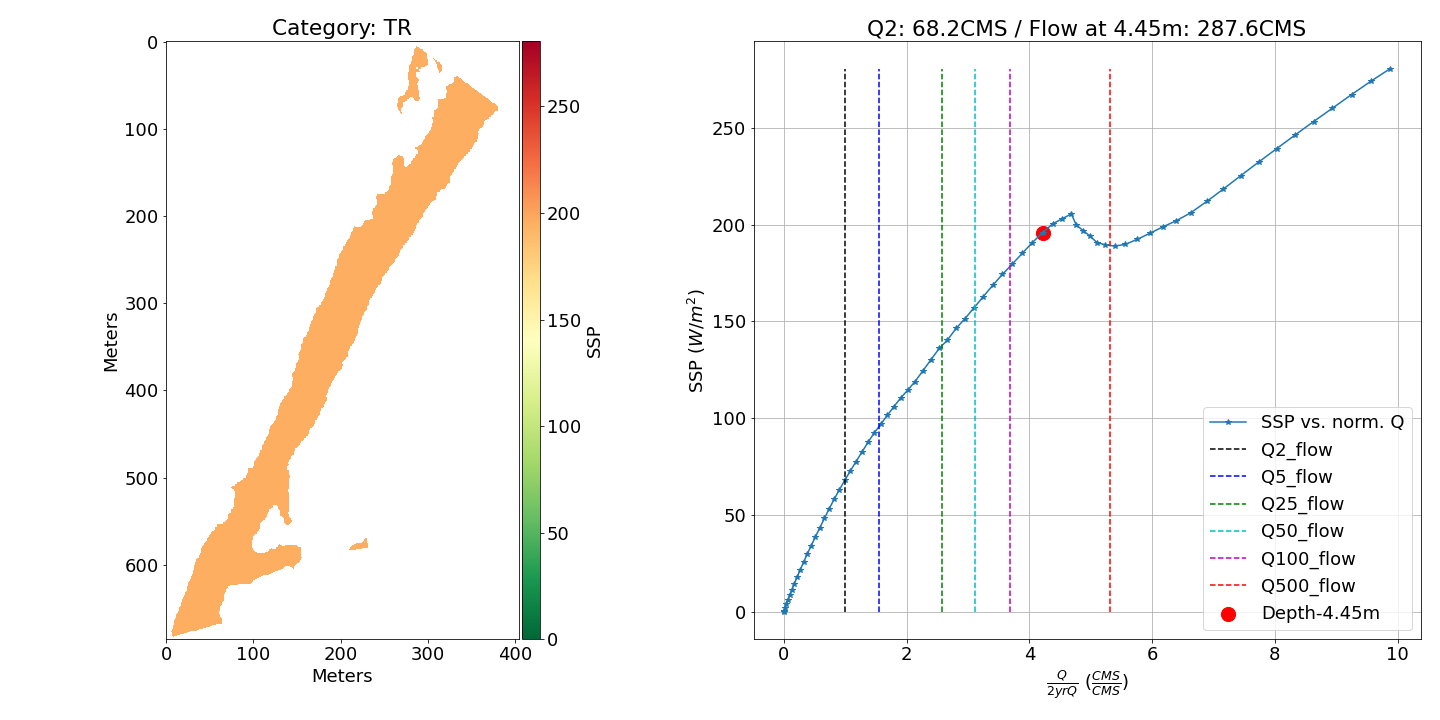 Category: TR
0
100
200
300
400
500
600
Meters
0
100
200
300
400
Meters
250
200
150
100
50
0
SSP
Q2: 68.2CMS / Flow at 4.45m: 287.6CMS
250
200
150
100
50
0
SSP (W/m²)
0
2
4
6
8
10
Q/2yrQ (CMS/CMS)
SSP vs. norm. Q
Q2_flow
Q5_flow
Q25_flow
Q50_flow
Q100_flow
Q500_flow
Depth-4.45m